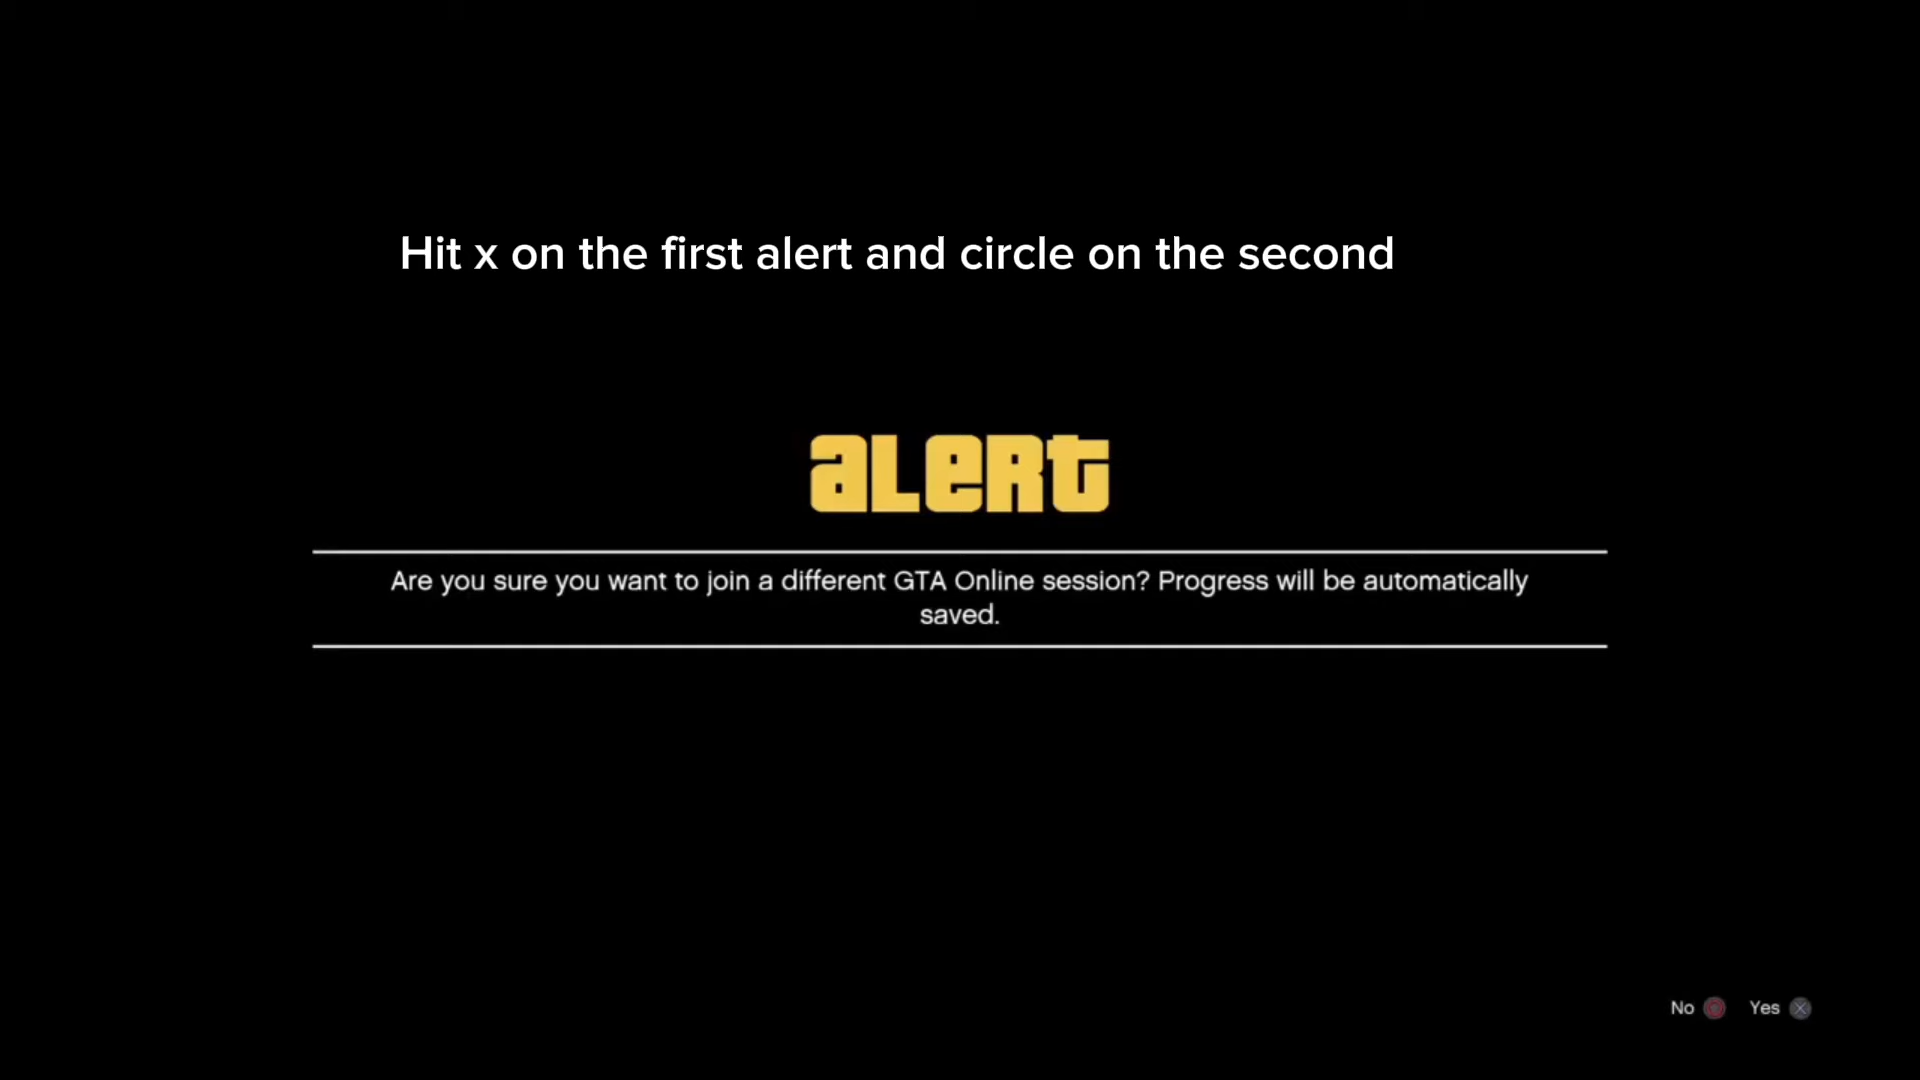 Hit x on the first alert and circle on the second
aLeRt
Are you sure you want to join a different GTA Online session? Progress will be automatically
saved.
No Yes